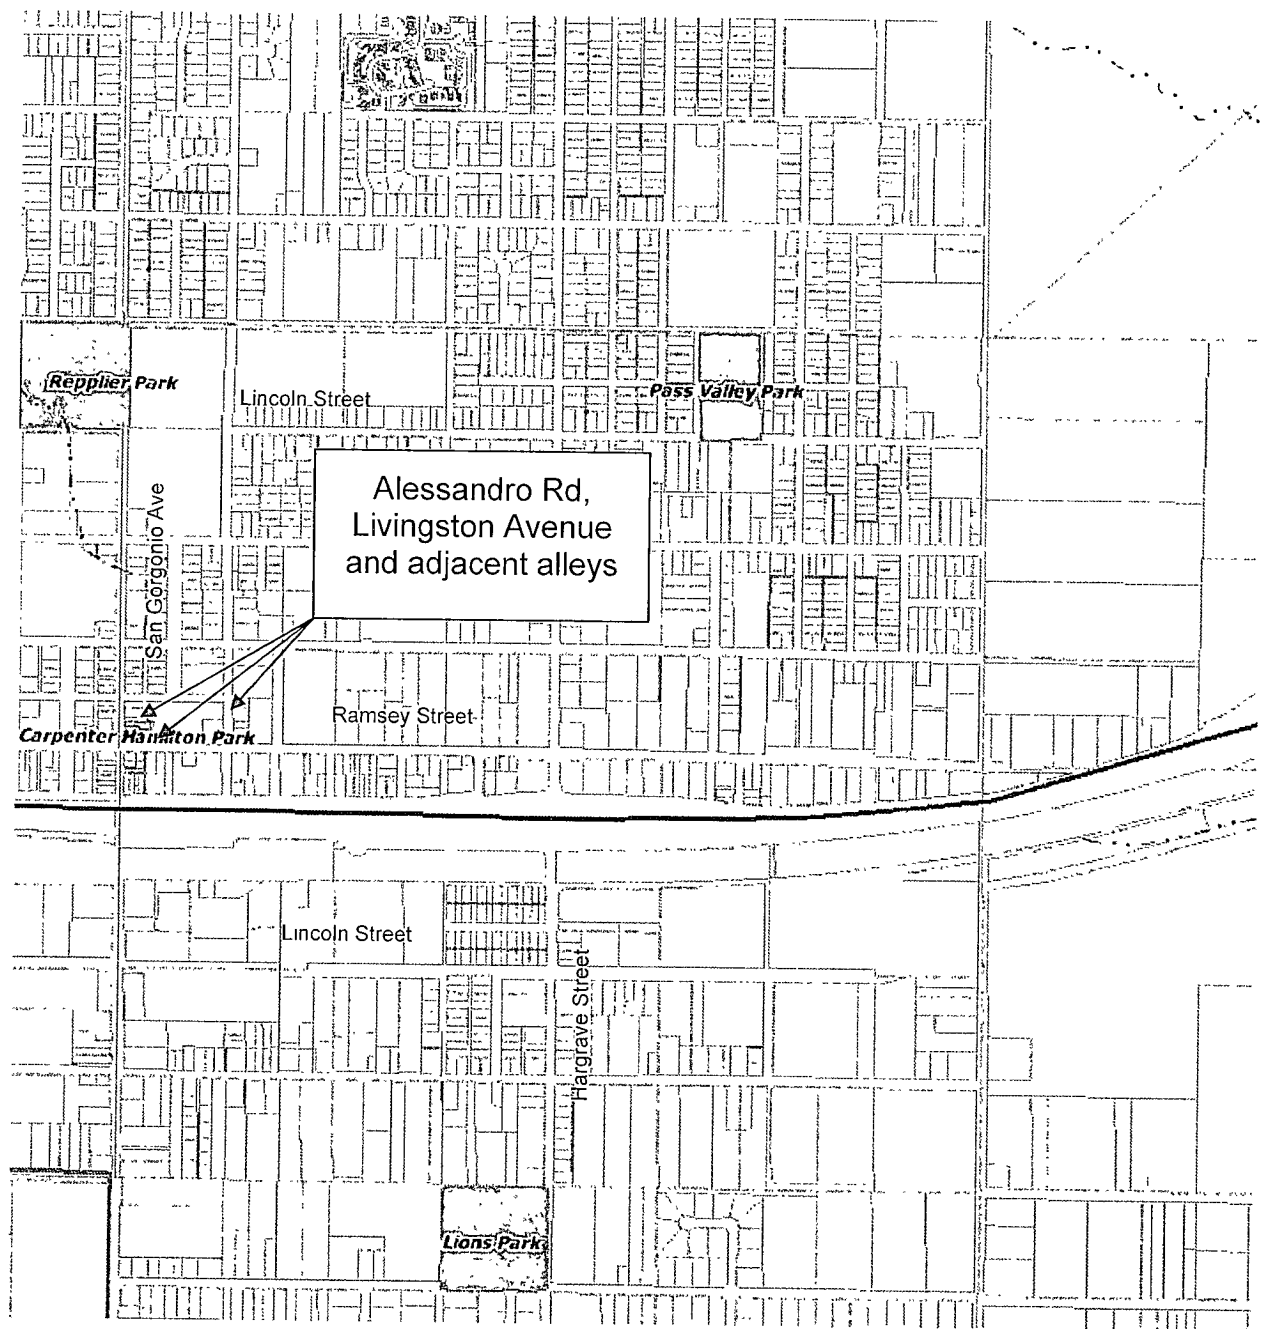 Repplier Park
Lincoln Street
Pass Valley Park
Alessandro Rd,
Livingston Avenue
and adjacent alleys
San Gorgonio Ave
Ramsey Street
Carpenter Hamilton Park
Lincoln Street
Hargrave Street
Lions Park